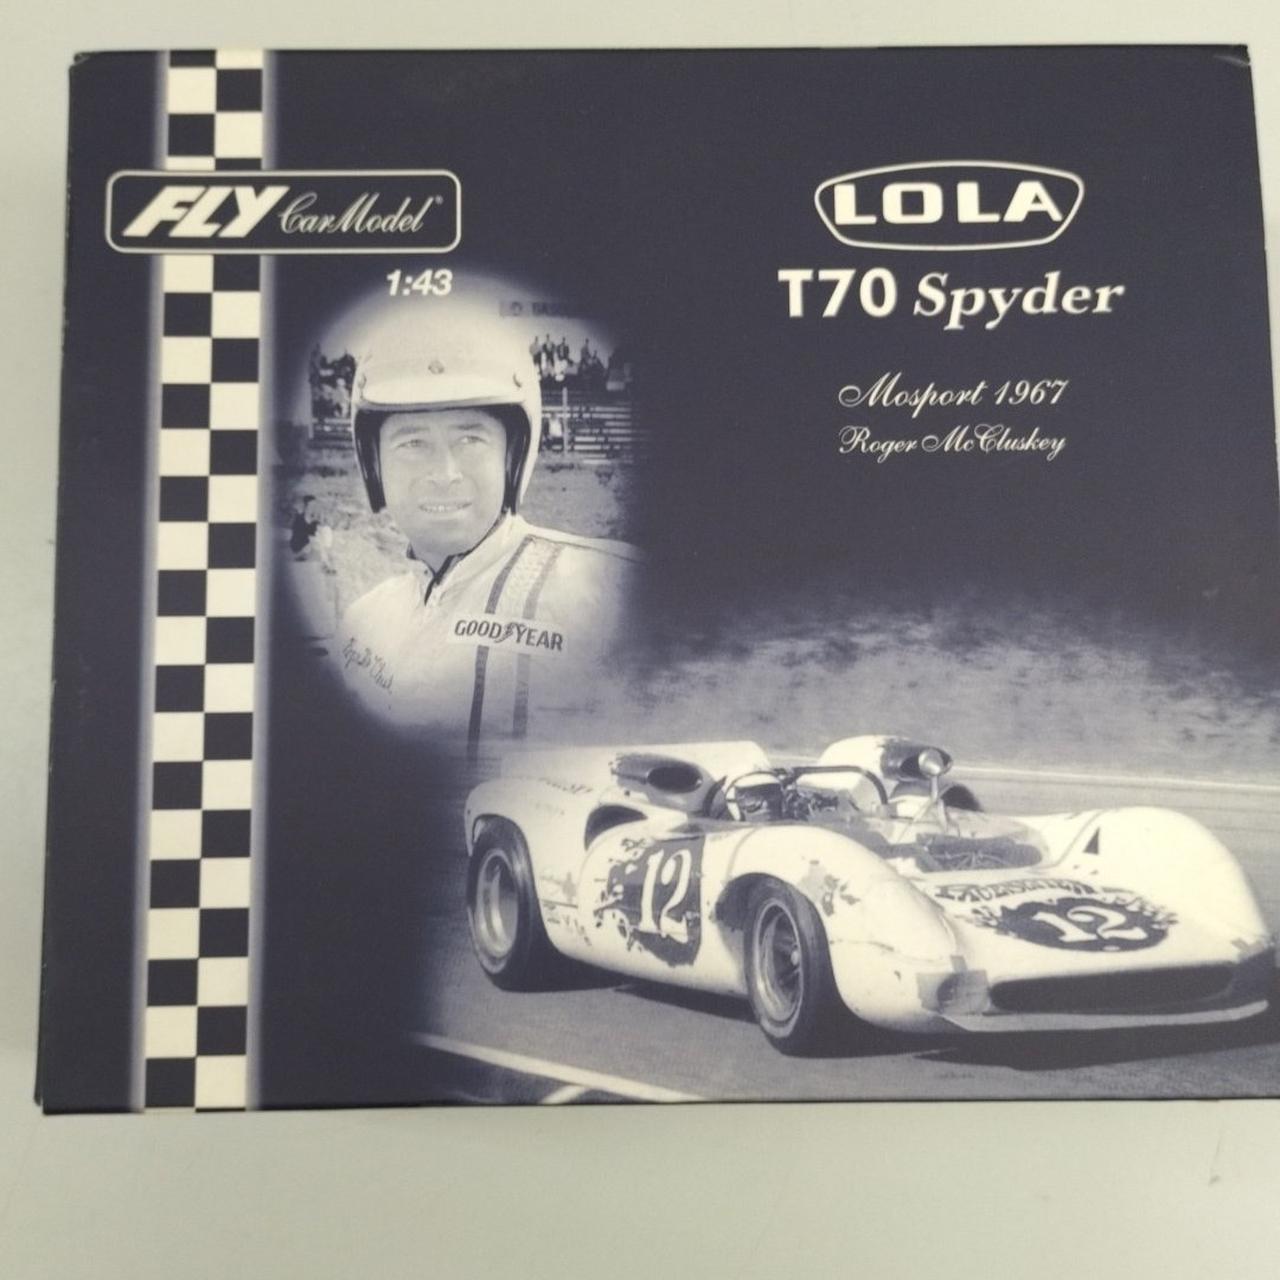 FLY CarModel®
1:43
LOLA
T70 Spyder
Mosport 1967
Roger McCluskey
GOODYEAR
12
12